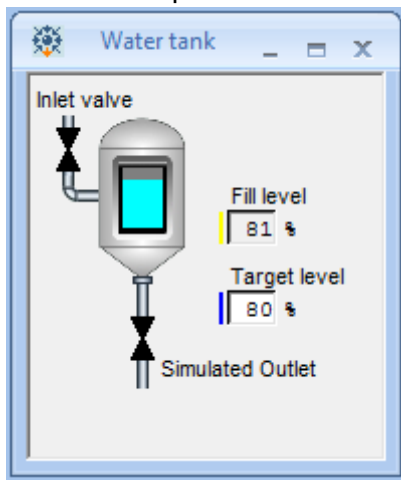 Water tank
Inlet valve
Fill level
81 %
Target level
80 %
Simulated Outlet